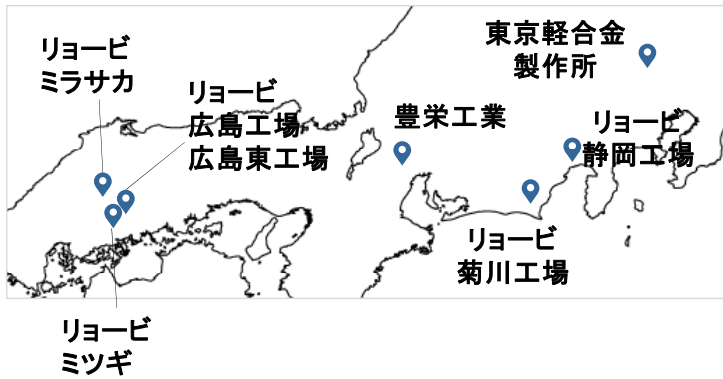 リョービ
ミラサカ
リョービ
広島工場
広島東工場
豊栄工業
東京軽合金
製作所
リョービ
静岡工場
リョービ
菊川工場
リョービ
ミツギ